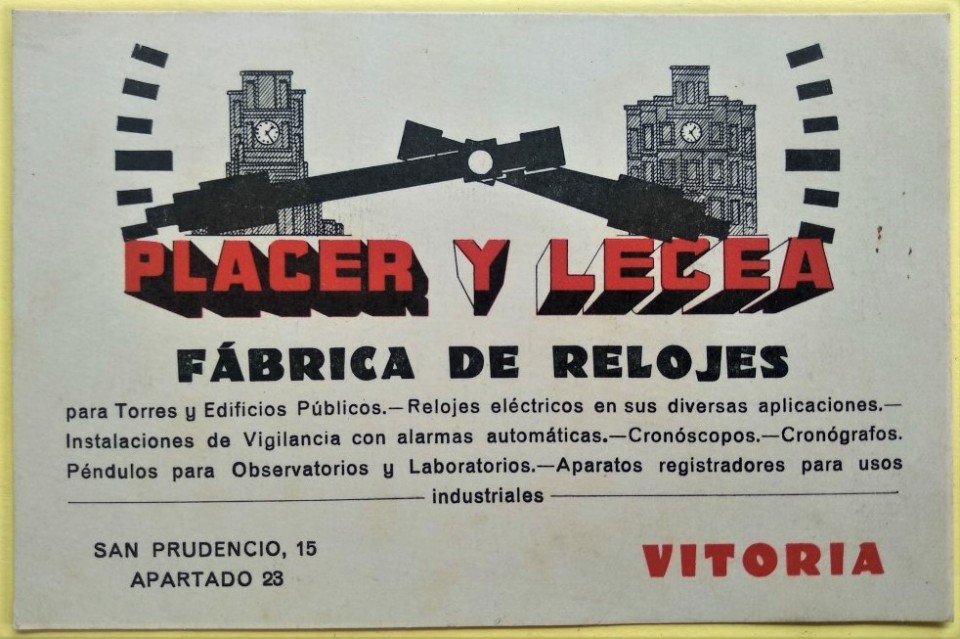 PLACER Y LECEA
FÁBRICA DE RELOJES
para Torres y Edificios Públicos.—Relojes eléctricos en sus diversas aplicaciones.—
Instalaciones de Vigilancia con alarmas automáticas.—Cronóscopos.—Cronógrafos.
Péndulos para Observatorios y Laboratorios.—Aparatos registradores para usos
industriales
SAN PRUDENCIO, 15
APARTADO 23
VITORIA